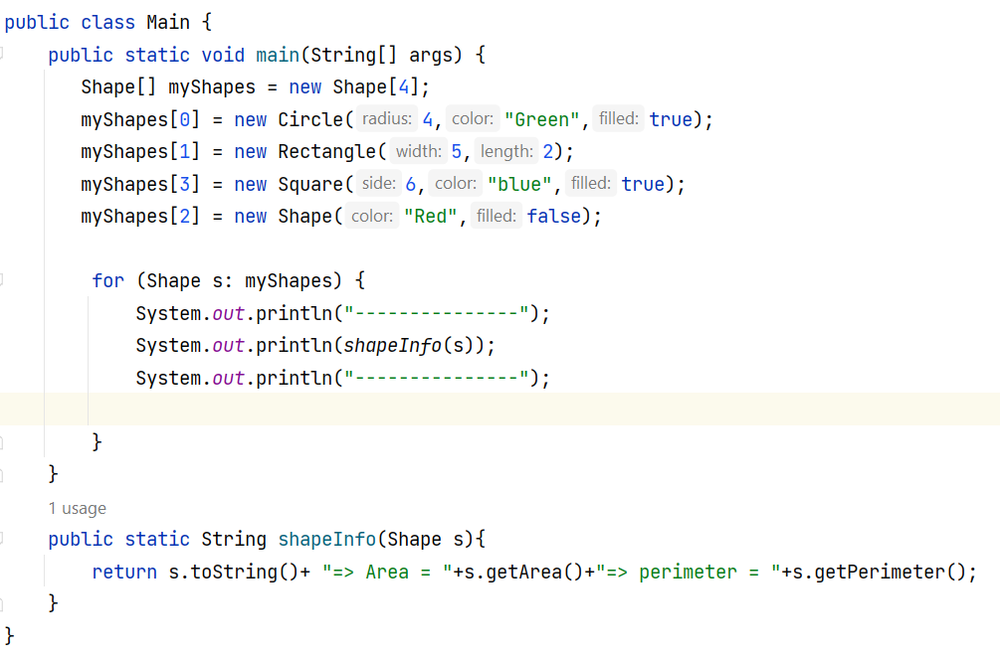 public class Main {
    public static void main(String[] args) {
       Shape[] myShapes = new Shape[4];
       myShapes[0] = new Circle( radius: 4, color: "Green", filled: true);
       myShapes[1] = new Rectangle( width: 5, length: 2);
       myShapes[3] = new Square( side: 6, color: "blue", filled: true);
       myShapes[2] = new Shape( color: "Red", filled: false);

        for (Shape s: myShapes) {
            System.out.println("---------------");
            System.out.println(shapeInfo(s));
            System.out.println("---------------");

        }
    }
    1 usage
    public static String shapeInfo(Shape s){
        return s.toString()+ "=> Area = "+s.getArea()+"=> perimeter = "+s.getPerimeter();
    }
}